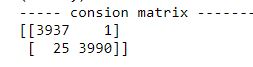 ----- consion matrix -------
[[3937    1]
 [  25 3990]]